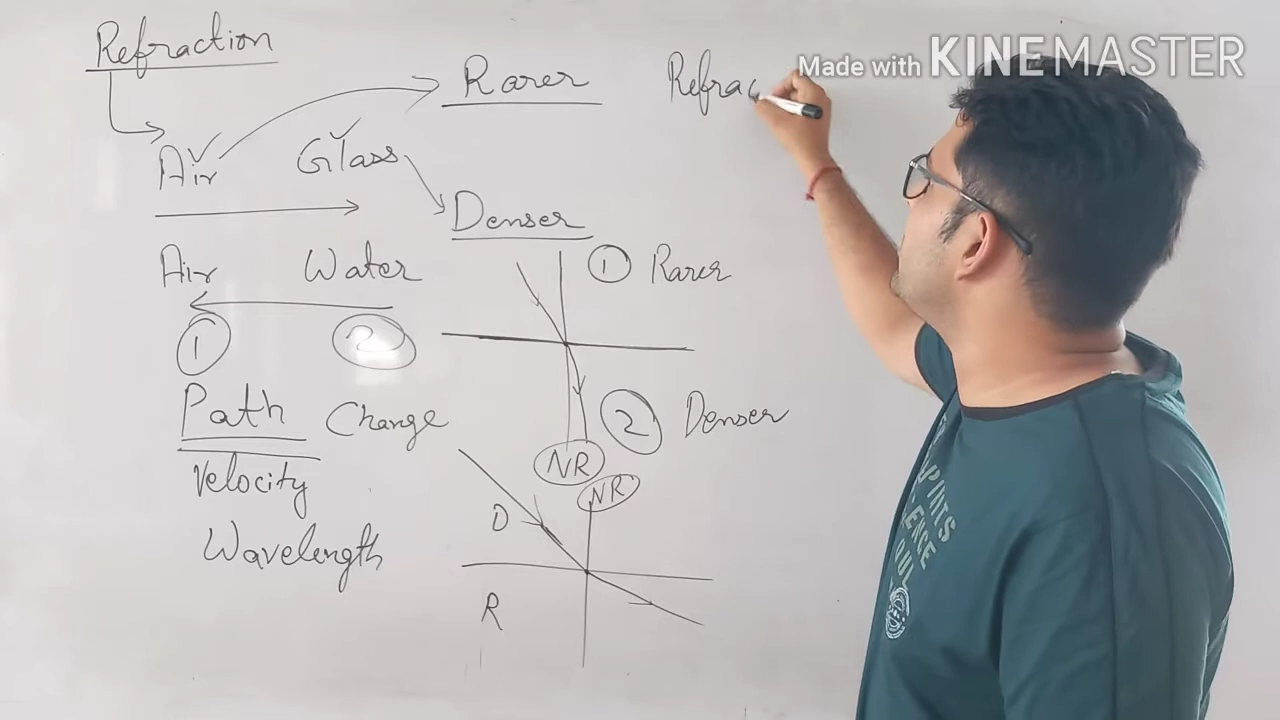 Refraction
Rarer
Refrac
Made with KINEMASTER
Air Glass
Denser
Air Water
1 Rarer
1 2
Path Change
2 Denser
NR
Velocity
NR
D
Wavelength
R